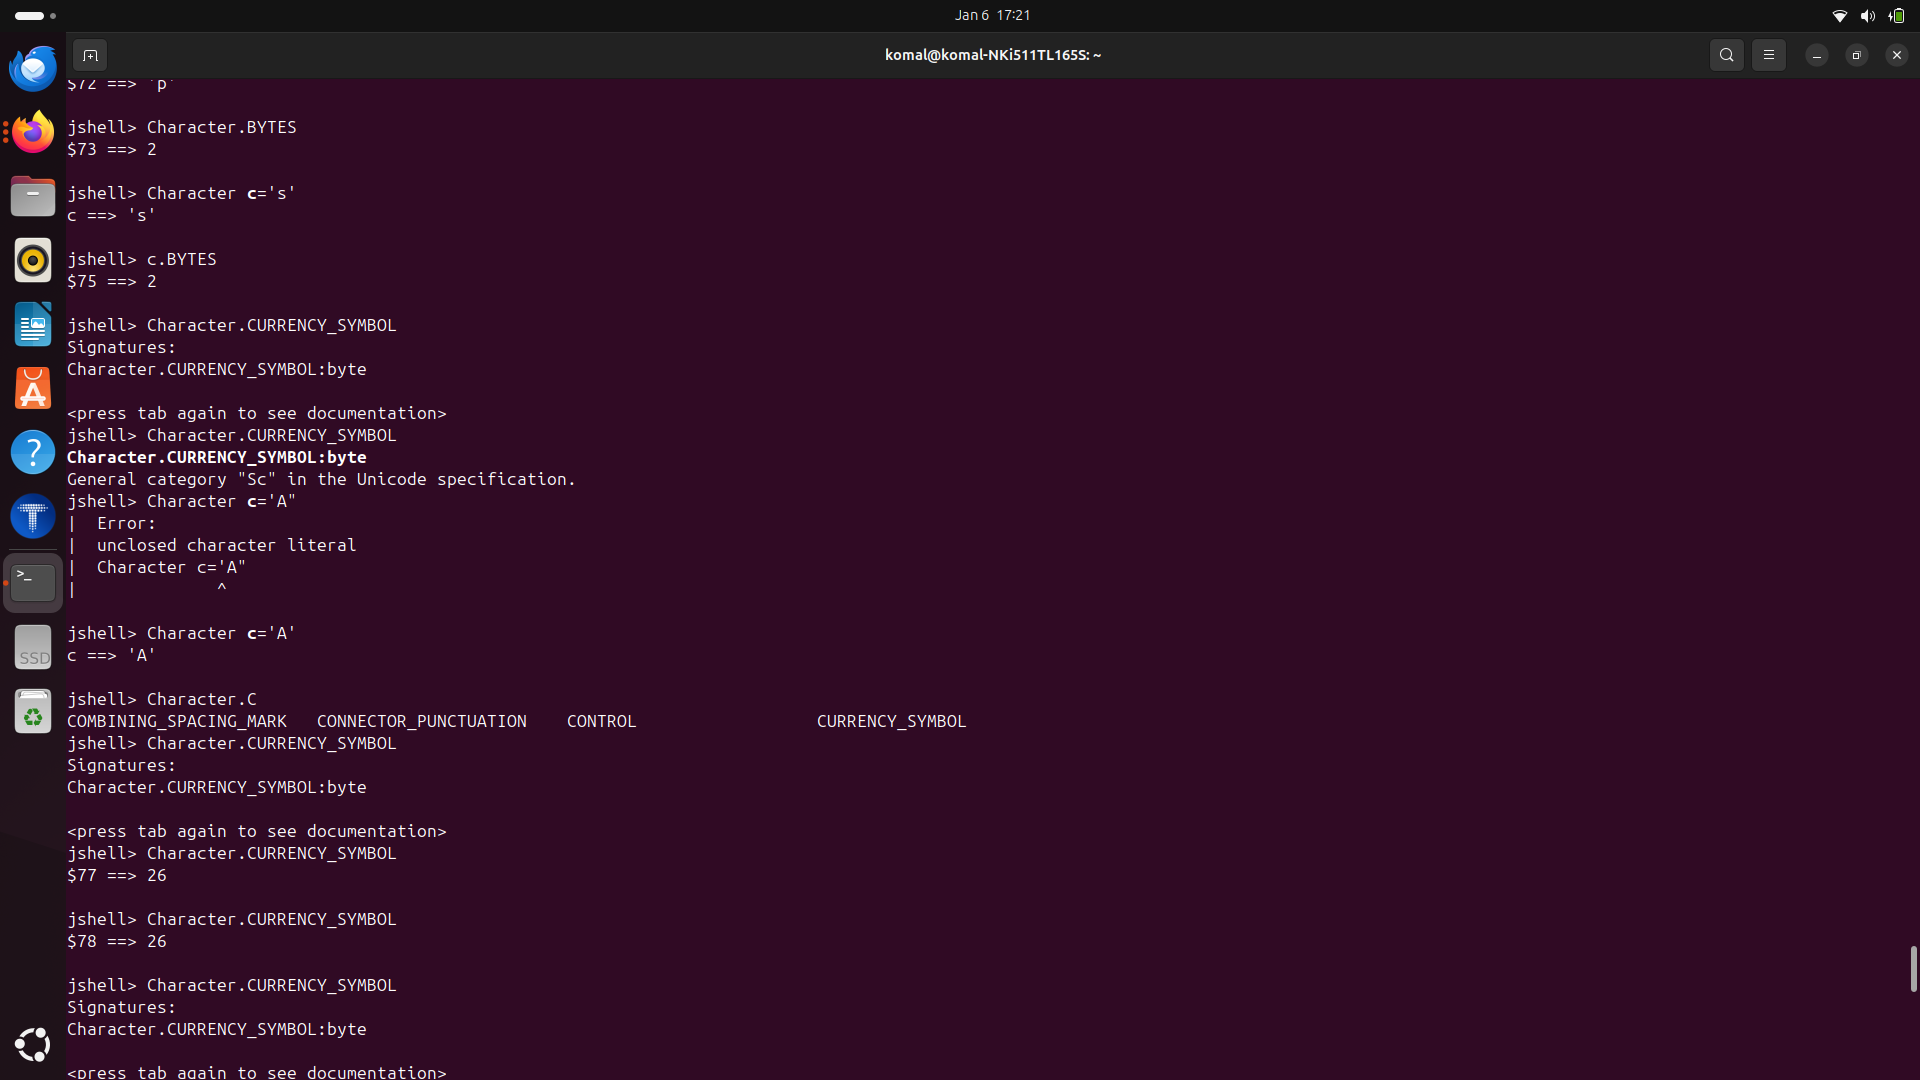 Jan 6 17:21
komal@komal-NKi511TL165S: ~
$72 ==> 'p'
jshell> Character.BYTES
$73 ==> 2
jshell> Character c='s'
c ==> 's'
jshell> c.BYTES
$75 ==> 2
jshell> Character.CURRENCY_SYMBOL
Signatures:
Character.CURRENCY_SYMBOL:byte
<press tab again to see documentation>
jshell> Character.CURRENCY_SYMBOL
Character.CURRENCY_SYMBOL:byte
General category "Sc" in the Unicode specification.
jshell> Character c='A"
|  Error:
|  unclosed character literal
|  Character c='A"
|              ^
jshell> Character c='A'
c ==> 'A'
jshell> Character.C
COMBINING_SPACING_MARK   CONNECTOR_PUNCTUATION    CONTROL                  CURRENCY_SYMBOL
jshell> Character.CURRENCY_SYMBOL
Signatures:
Character.CURRENCY_SYMBOL:byte
<press tab again to see documentation>
jshell> Character.CURRENCY_SYMBOL
$77 ==> 26
jshell> Character.CURRENCY_SYMBOL
$78 ==> 26
jshell> Character.CURRENCY_SYMBOL
Signatures:
Character.CURRENCY_SYMBOL:byte
<press tab again to see documentation>
SSD